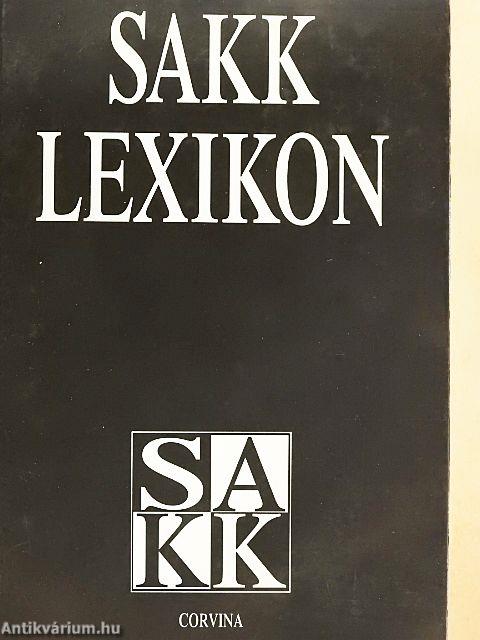 SAKK
LEXIKON
SA
KK
CORVINA
Antikvárium.hu